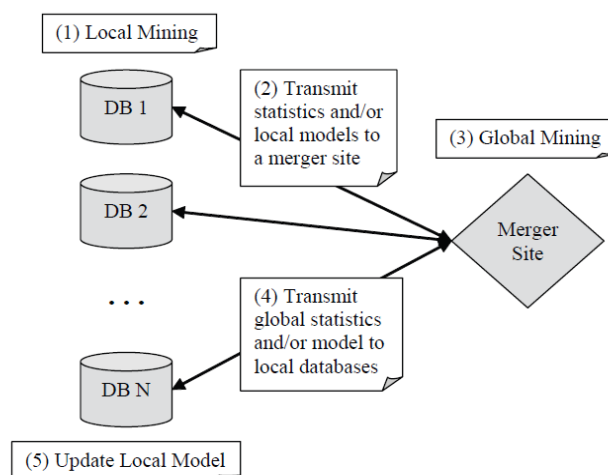 (1) Local Mining
DB 1
(2) Transmit
statistics and/or
local models to
a merger site
(3) Global Mining
DB 2
Merger
Site
. . .
(4) Transmit
global statistics
and/or model to
local databases
DB N
(5) Update Local Model